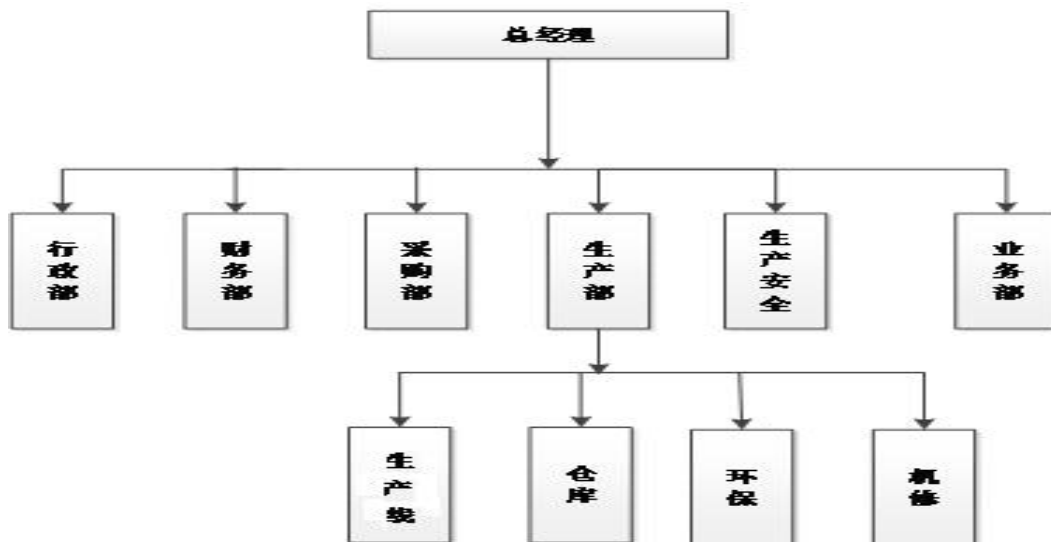 总经理
行政部
财务部
采购部
生产部
生产安全
业务部
生产线
仓库
环保
机修